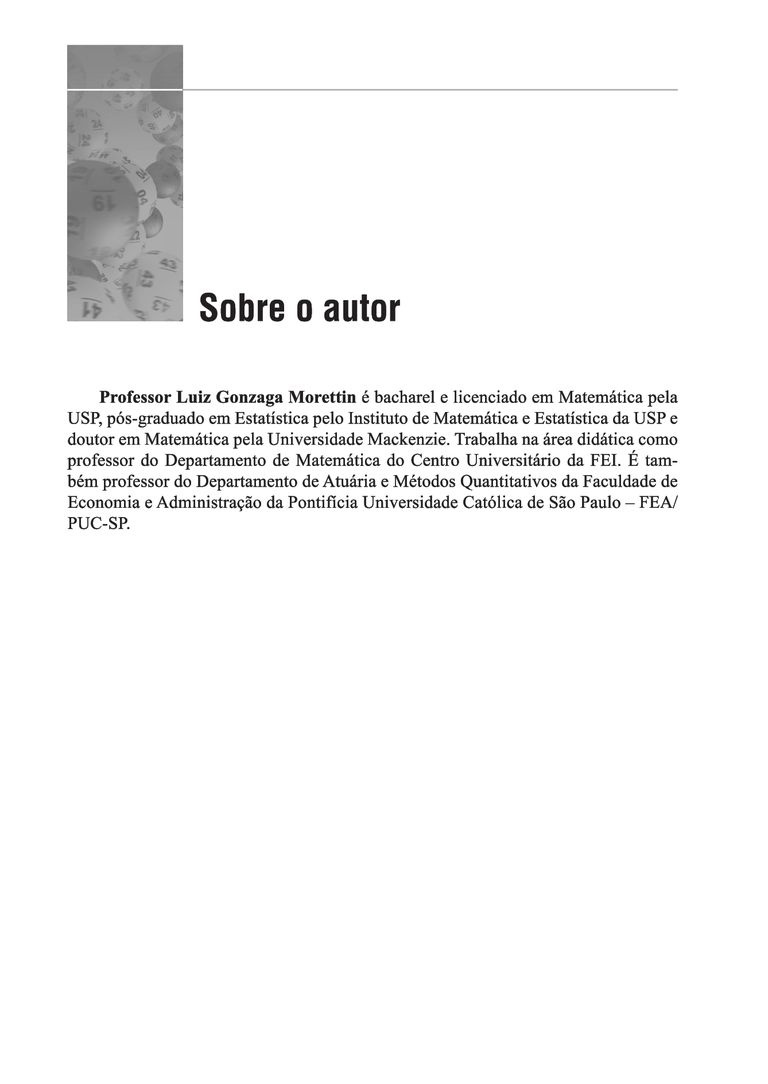 Sobre o autor
Professor Luiz Gonzaga Morettin é bacharel e licenciado em Matemática pela
USP, pós-graduado em Estatística pelo Instituto de Matemática e Estatística da USP e
doutor em Matemática pela Universidade Mackenzie. Trabalha na área didática como
professor do Departamento de Matemática do Centro Universitário da FEI. É tam-
bém professor do Departamento de Atuária e Métodos Quantitativos da Faculdade de
Economia e Administração da Pontifícia Universidade Católica de São Paulo – FEA/
PUC-SP.